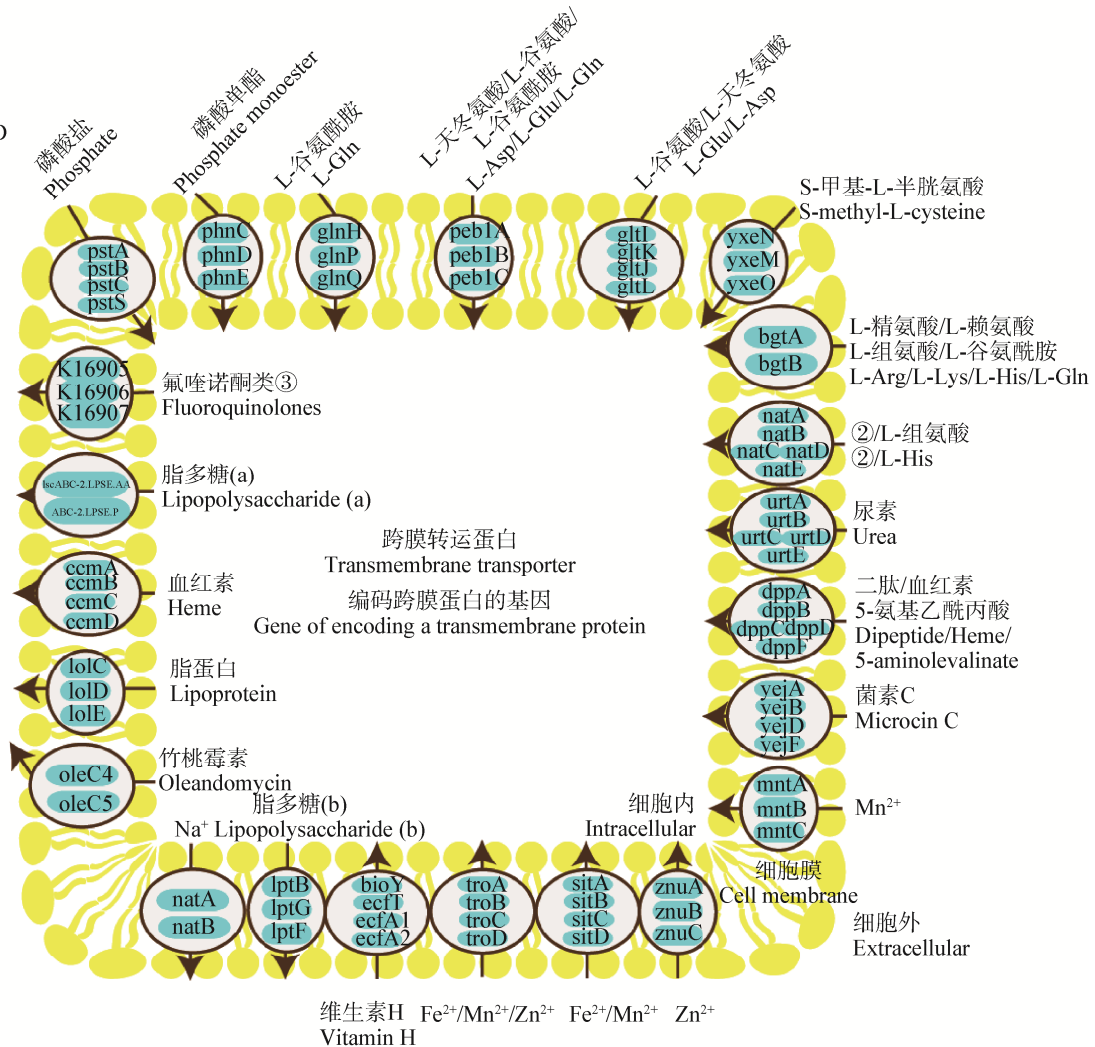 磷酸盐
Phosphate
磷酸单酯
Phosphate monoester
L-谷氨酰胺
L-Gln
L-天冬氨酸/L-谷氨酸/
L-谷氨酰胺
L-Asp/L-Glu/L-Gln
L-谷氨酸/L-天冬氨酸
L-Glu/L-Asp
S-甲基-L-半胱氨酸
S-methyl-L-cysteine
pstA
pstB
pstC
pstS
phnC
phnD
phnE
glnH
glnP
glnQ
peb1A
peb1B
peb1C
gltI
gltK
gltJ
gltL
yxeN
yxeM
yxeO
bgtA
bgtB
L-精氨酸/L-赖氨酸
L-组氨酸/L-谷氨酰胺
L-Arg/L-Lys/L-His/L-Gln
K16905
K16906
K16907
氟喹诺酮类③
Fluoroquinolones
natA
natB
natC natD
natE
②/L-组氨酸
②/L-His
lscABC-2.LPSE.AA
ABC-2.LPSE.P
脂多糖(a)
Lipopolysaccharide (a)
urtA
urtB
urtC urtD
urtE
尿素
Urea
跨膜转运蛋白
Transmembrane transporter
编码跨膜蛋白的基因
Gene of encoding a transmembrane protein
ccmA
ccmB
ccmC
ccmD
血红素
Heme
dppA
dppB
dppC dppD
dppF
二肽/血红素
5-氨基乙酰丙酸
Dipeptide/Heme/
5-aminolevalinate
lolC
lolD
lolE
脂蛋白
Lipoprotein
yejA
yejB
yejD
yejF
菌素C
Microcin C
oleC4
oleC5
竹桃霉素
Oleandomycin
mntA
mntB
mntC
Mn²⁺
脂多糖(b)
Na⁺ Lipopolysaccharide (b)
细胞内
Intracellular
细胞膜
Cell membrane
细胞外
Extracellular
natA
natB
lptB
lptG
lptF
bioY
ecfT
ecfA1
ecfA2
troA
troB
troC
troD
sitA
sitB
sitC
sitD
znuA
znuB
znuC
维生素H
Vitamin H
Fe²⁺/Mn²⁺/Zn²⁺
Fe²⁺/Mn²⁺
Zn²⁺